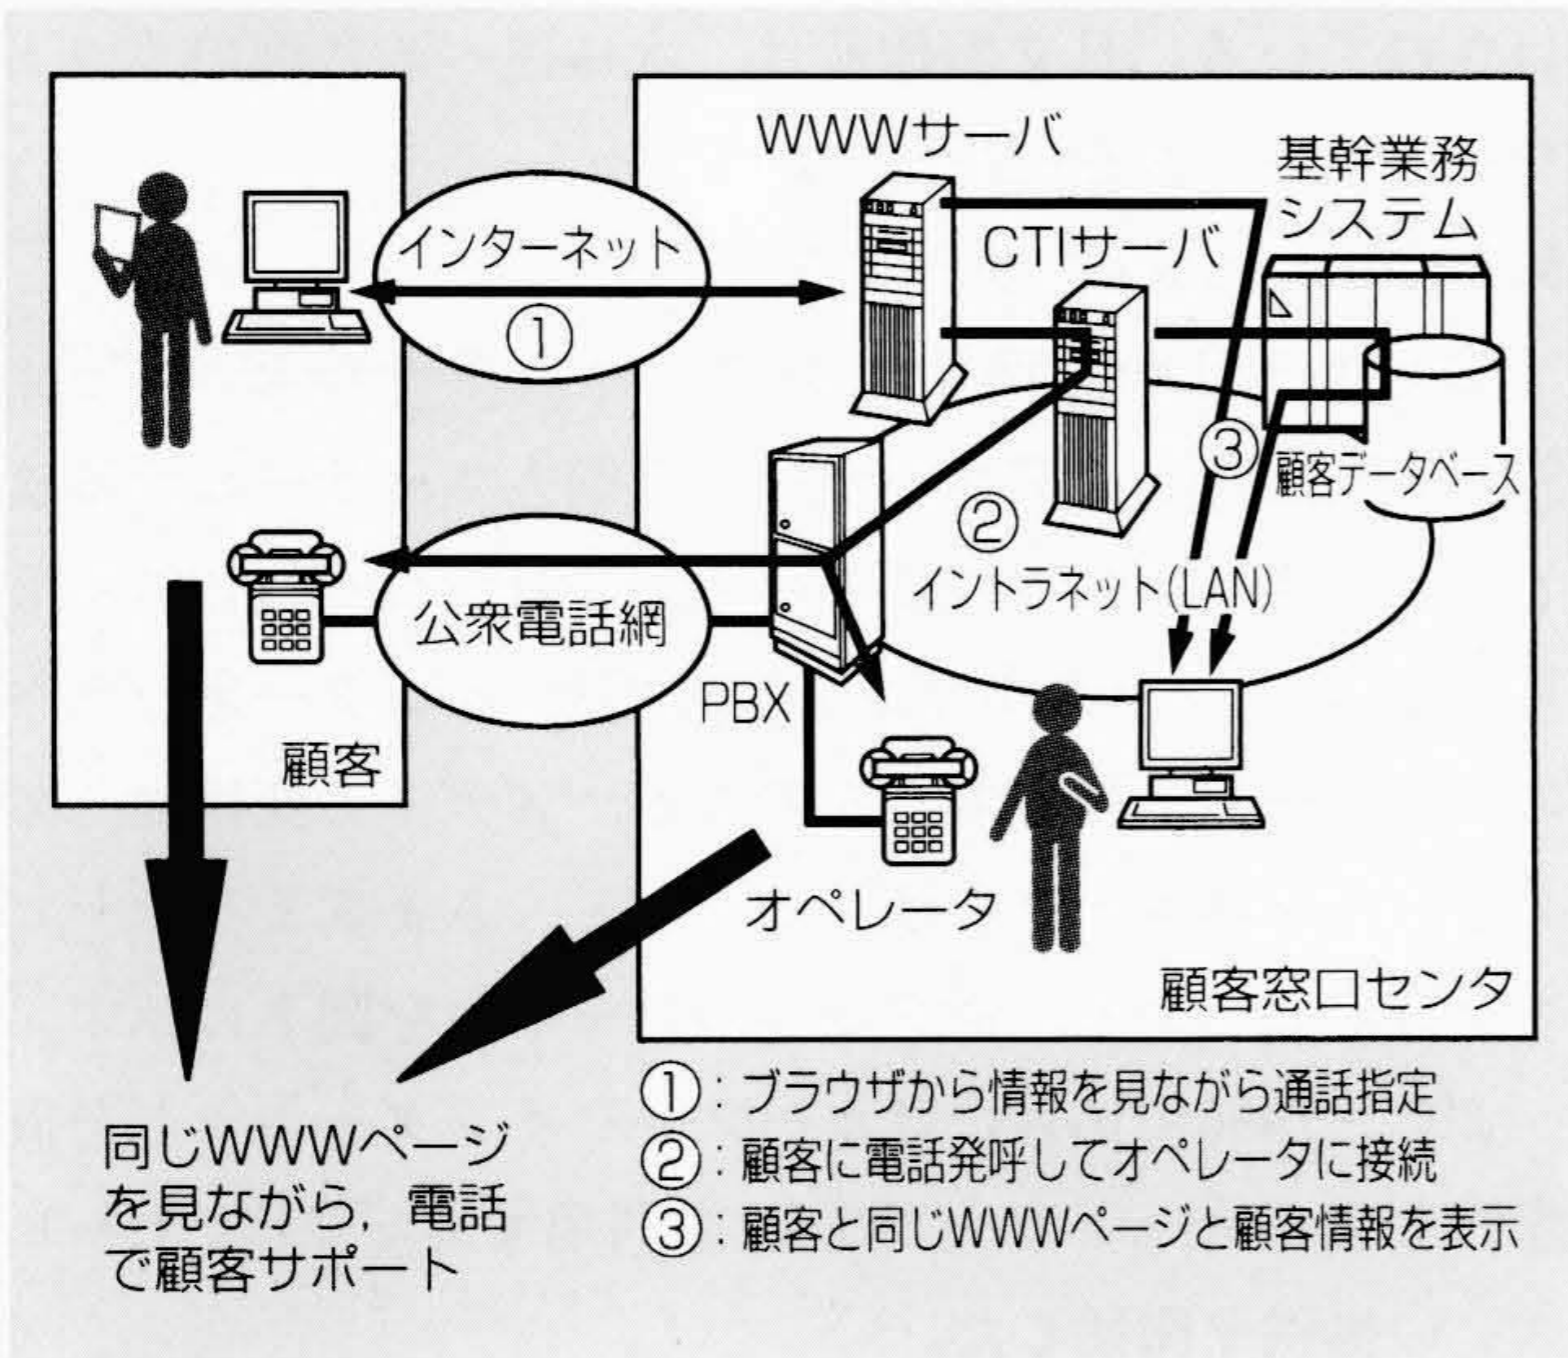 WWWサーバ
基幹業務
システム
CTIサーバ
インターネット
①
③
顧客データベース
②
イントラネット(LAN)
公衆電話網
PBX
顧客
オペレータ
顧客窓口センタ
同じWWWページ
を見ながら，電話
で顧客サポート
①：ブラウザから情報を見ながら通話指定
②：顧客に電話発呼してオペレータに接続
③：顧客と同じWWWページと顧客情報を表示